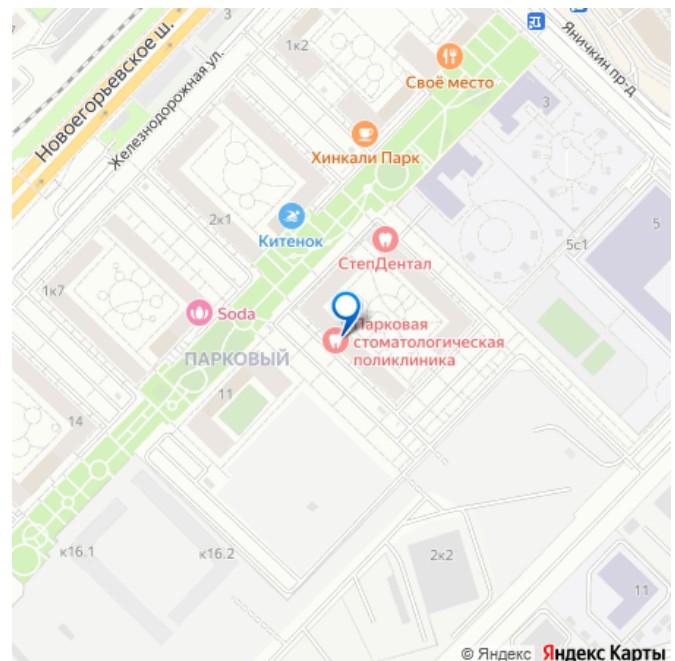 3
1к2
Яничкин пр-д
Новоегорьевское ш.
Железнодорожная ул.
Своё место
3
Хинкали Парк
2к1
Китенок
5
5с1
СтепДентал
1к7
Soda
Парковая
стоматологическая
поликлиника
ПАРКОВЫЙ
11
14
к16.1
к16.2
2к2
11
© Яндекс Яндекс Карты